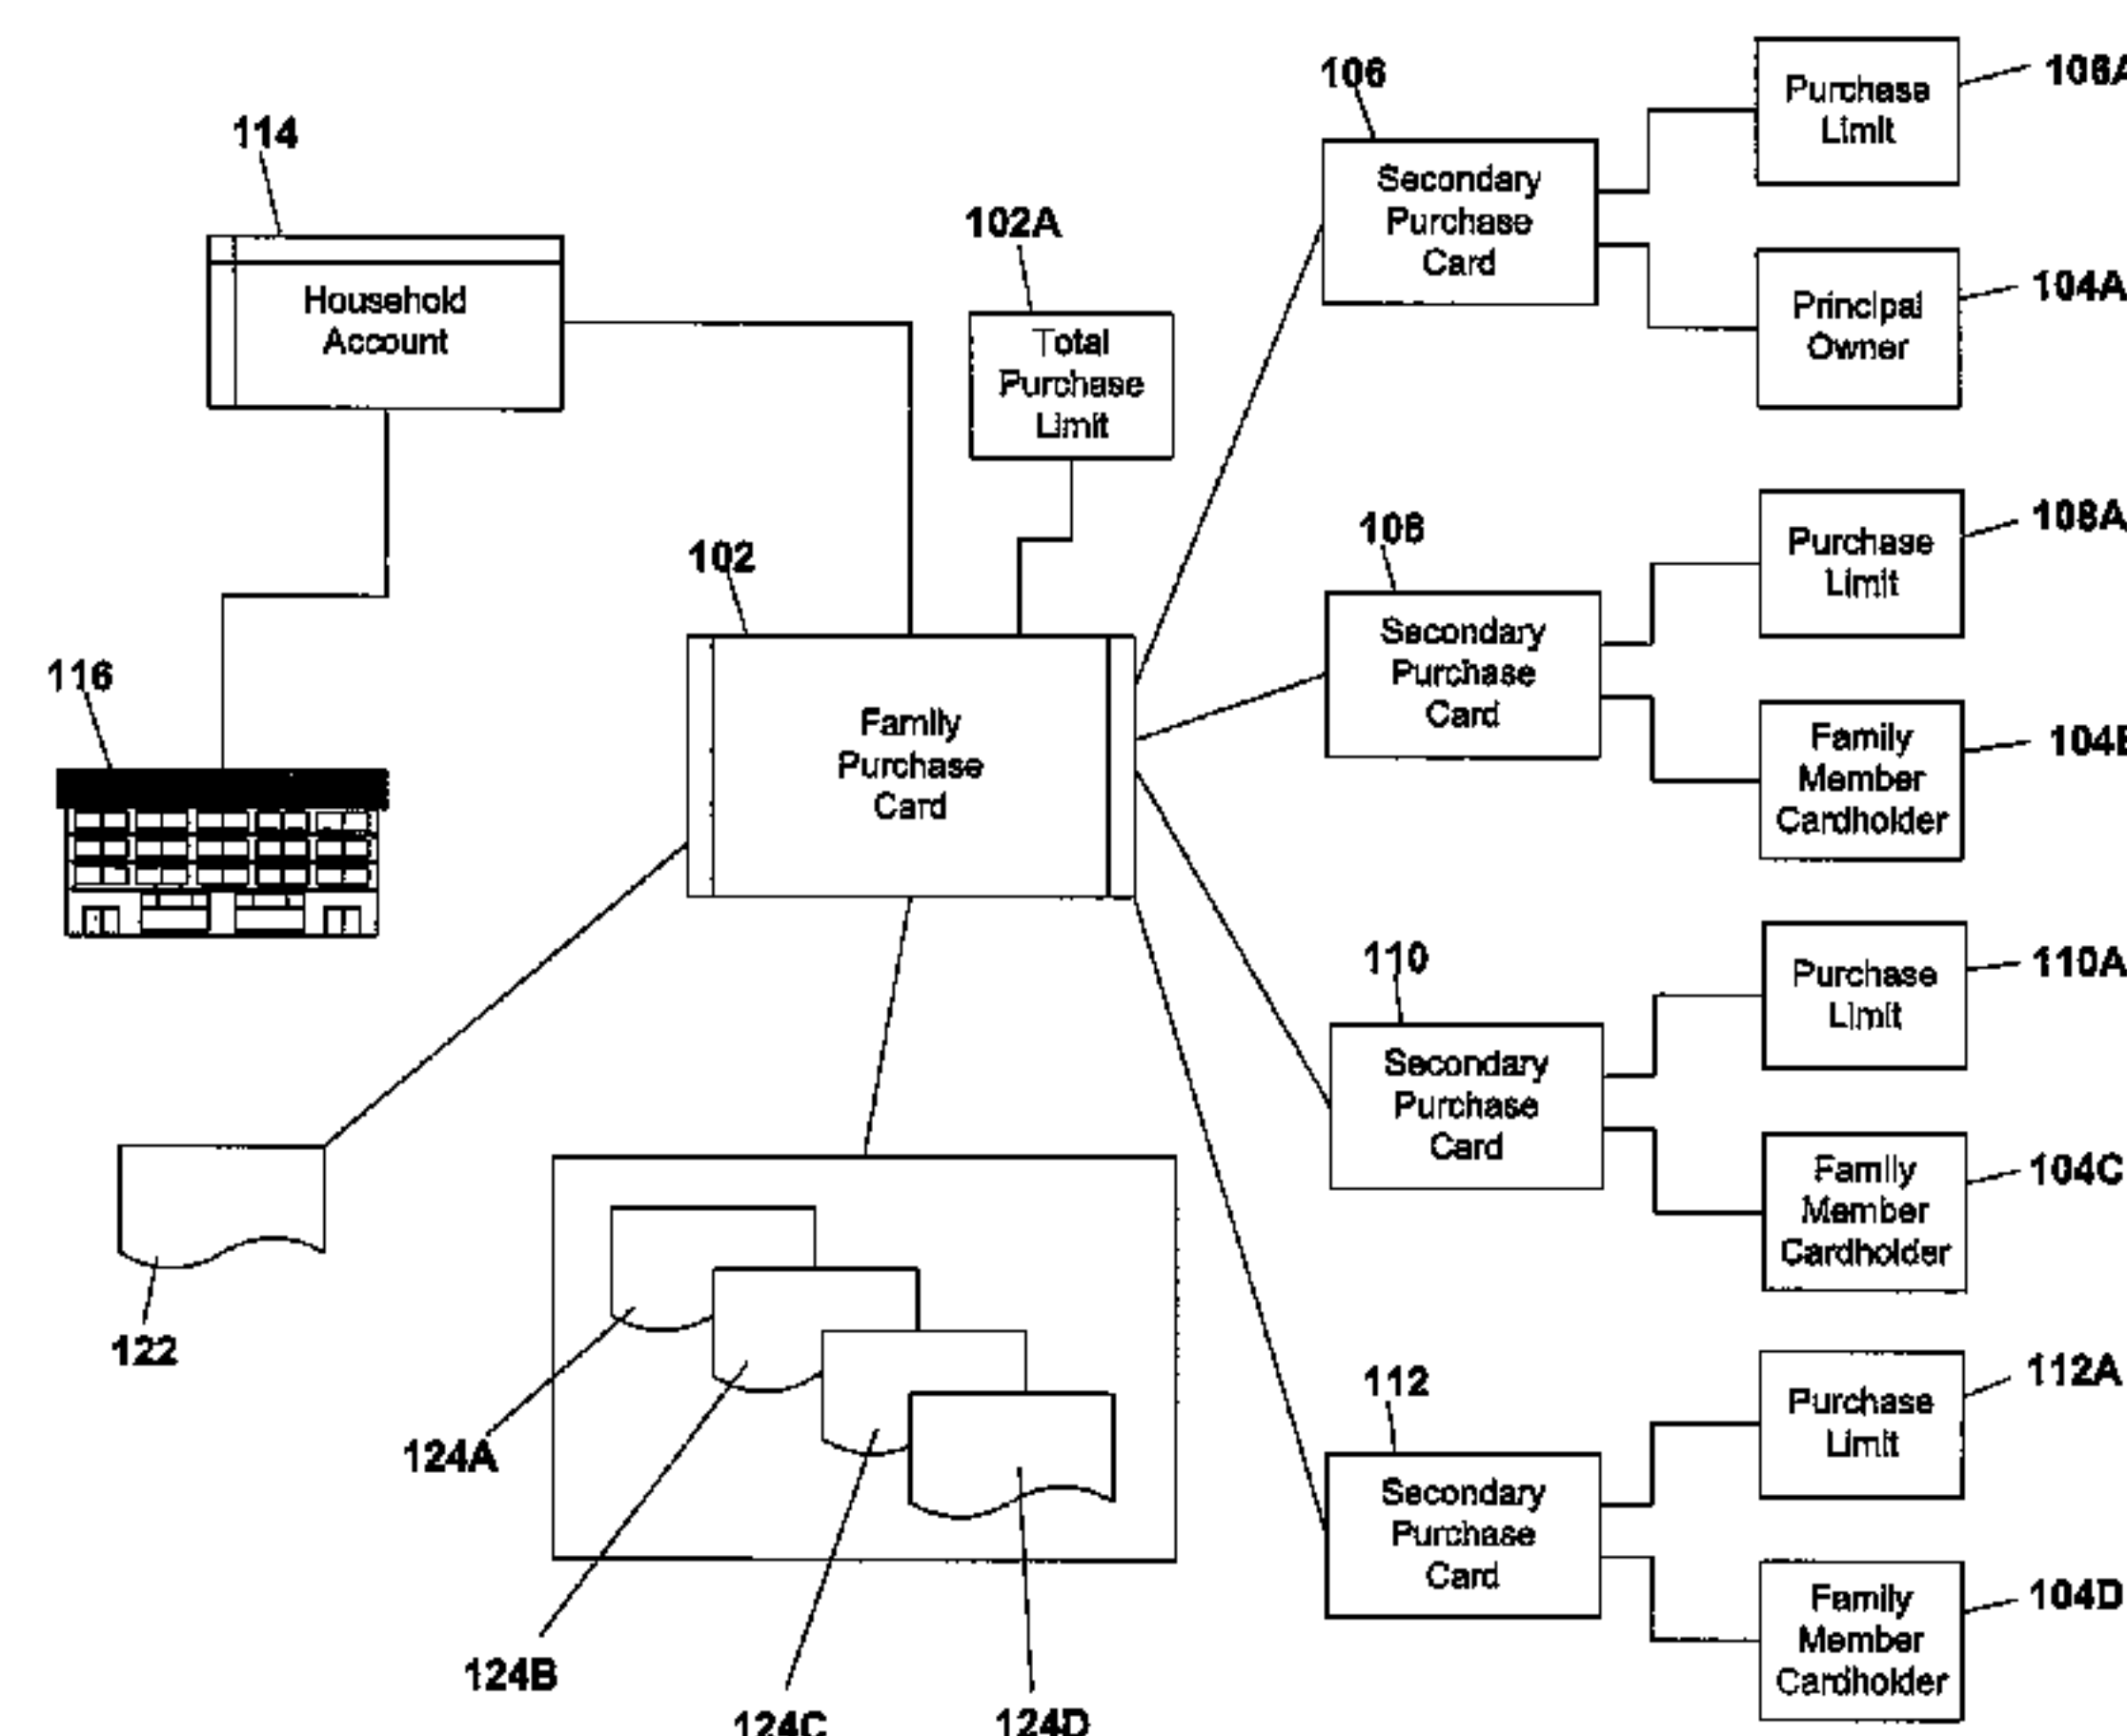 106
Purchase
Limit
106A
Secondary
Purchase
Card
Principal
Owner
104A
114
Household
Account
102A
Total
Purchase
Limit
108
Purchase
Limit
108A
Secondary
Purchase
Card
Family
Member
Cardholder
102
Family
Purchase
Card
116
110
Purchase
Limit
110A
Secondary
Purchase
Card
Family
Member
Cardholder
104C
122
124A
124B
124C
124D
112
Purchase
Limit
112A
Secondary
Purchase
Card
Family
Member
Cardholder
104D